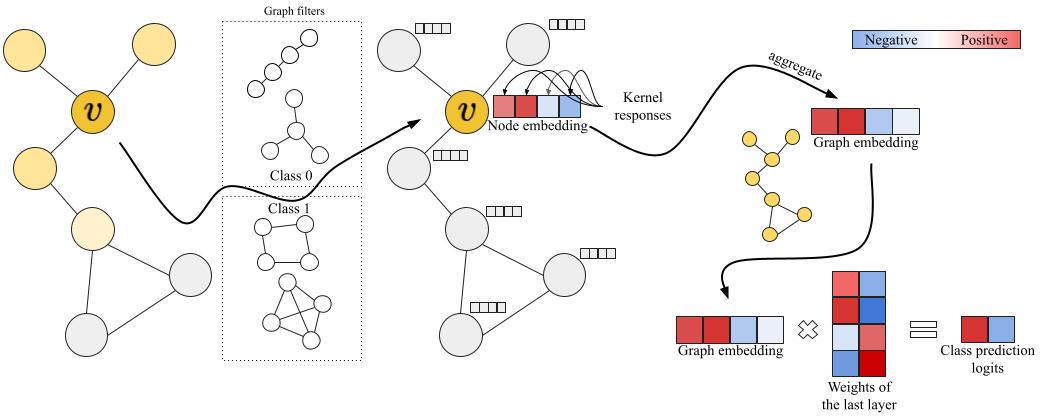 Graph filters
v
Class 0
Class 1
v
Node embedding
Kernel
responses
aggregate
Negative
Positive
Graph embedding
Graph embedding
Weights of
the last layer
Class prediction
logits